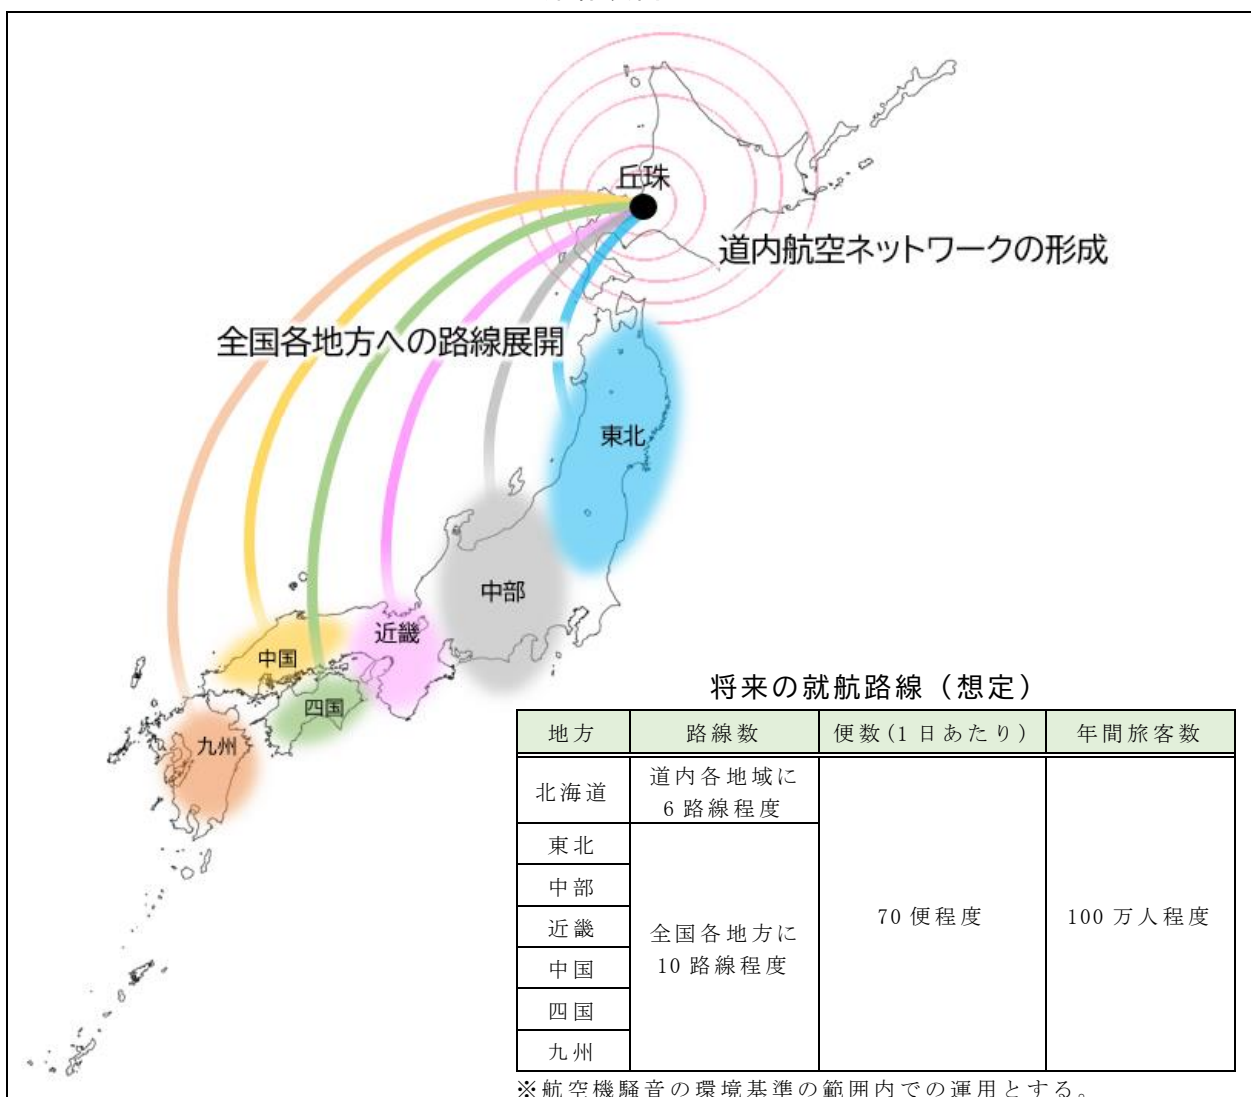 丘珠
道内航空ネットワークの形成
全国各地方への路線展開
東北
中部
近畿
中国
四国
九州
将来の就航路線（想定）
地方 路線数 便数(1日あたり) 年間旅客数
北海道 道内各地域に
6路線程度
東北
中部
近畿
中国
四国
九州
全国各地方に
10路線程度
70便程度 100万人程度
※航空機騒音の環境基準の範囲内での運用とする。